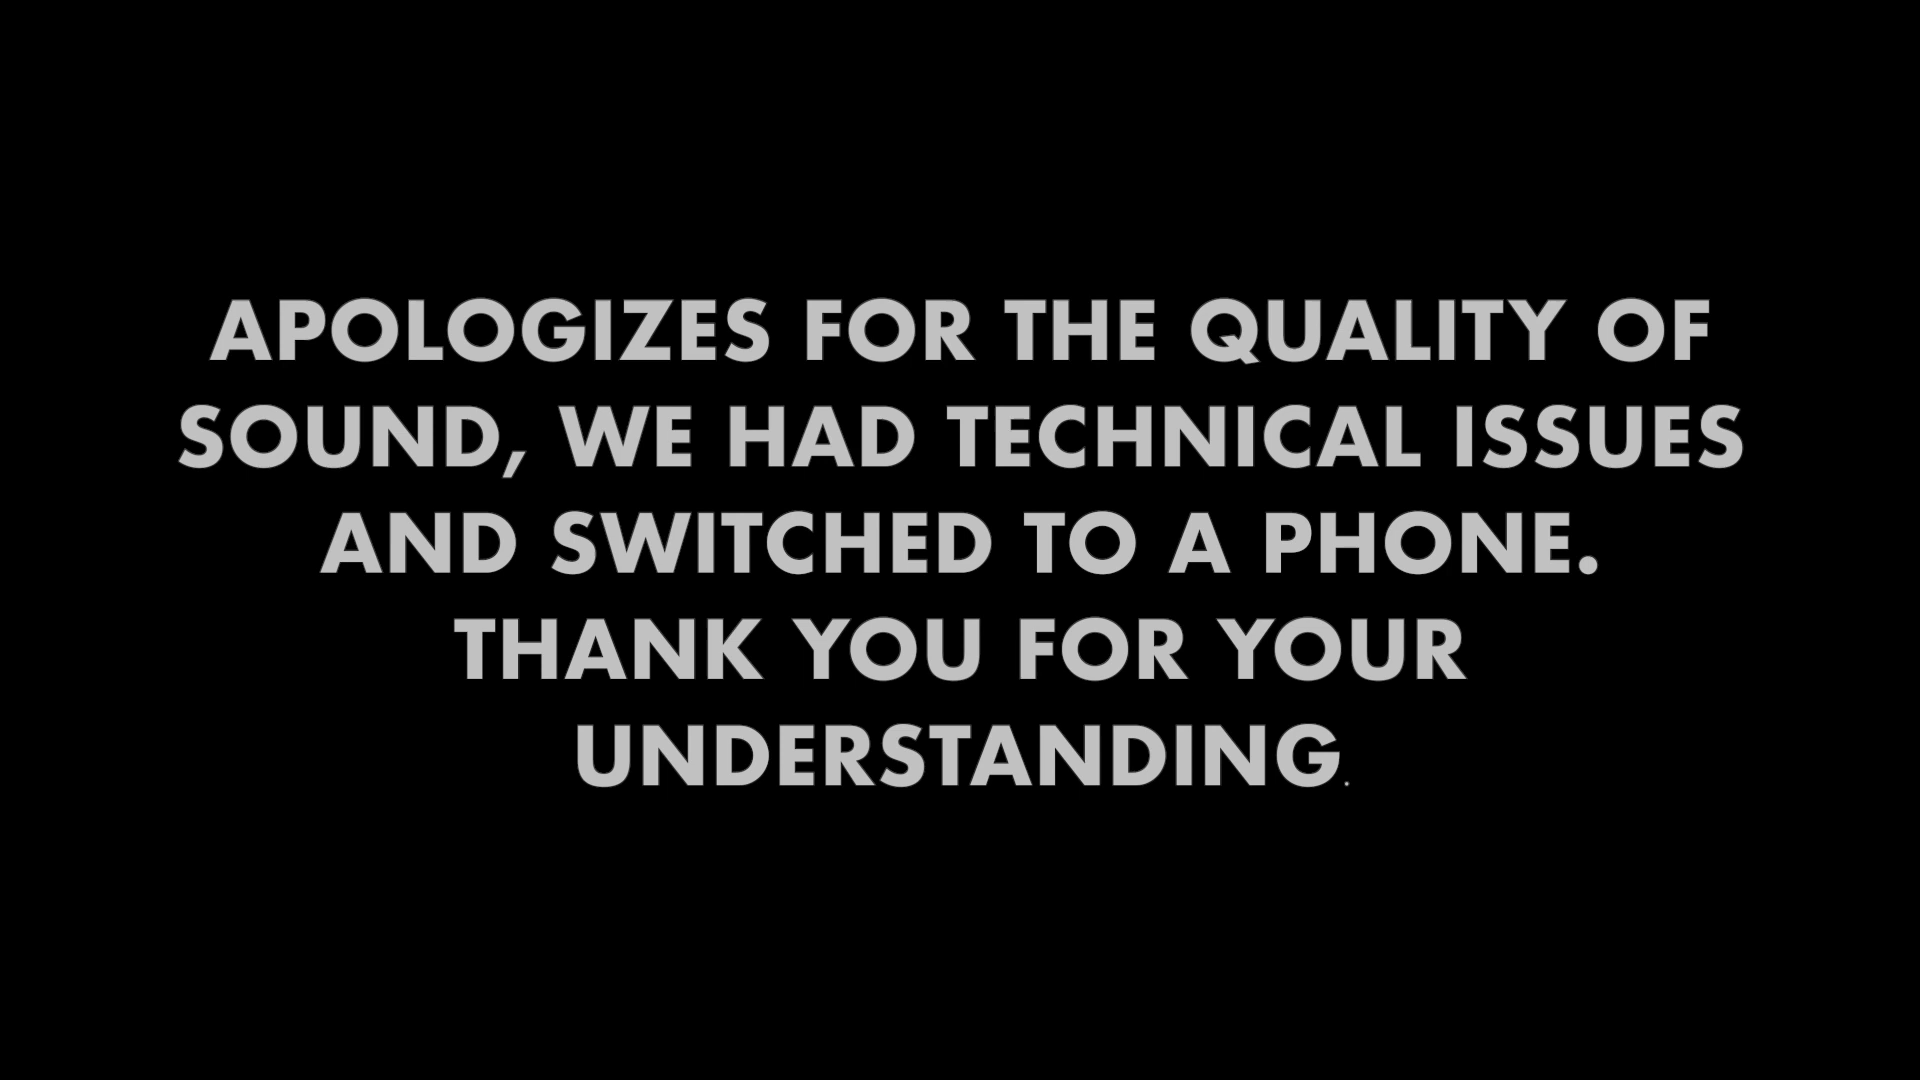 APOLOGIZES FOR THE QUALITY OF
SOUND, WE HAD TECHNICAL ISSUES
AND SWITCHED TO A PHONE.
THANK YOU FOR YOUR
UNDERSTANDING.